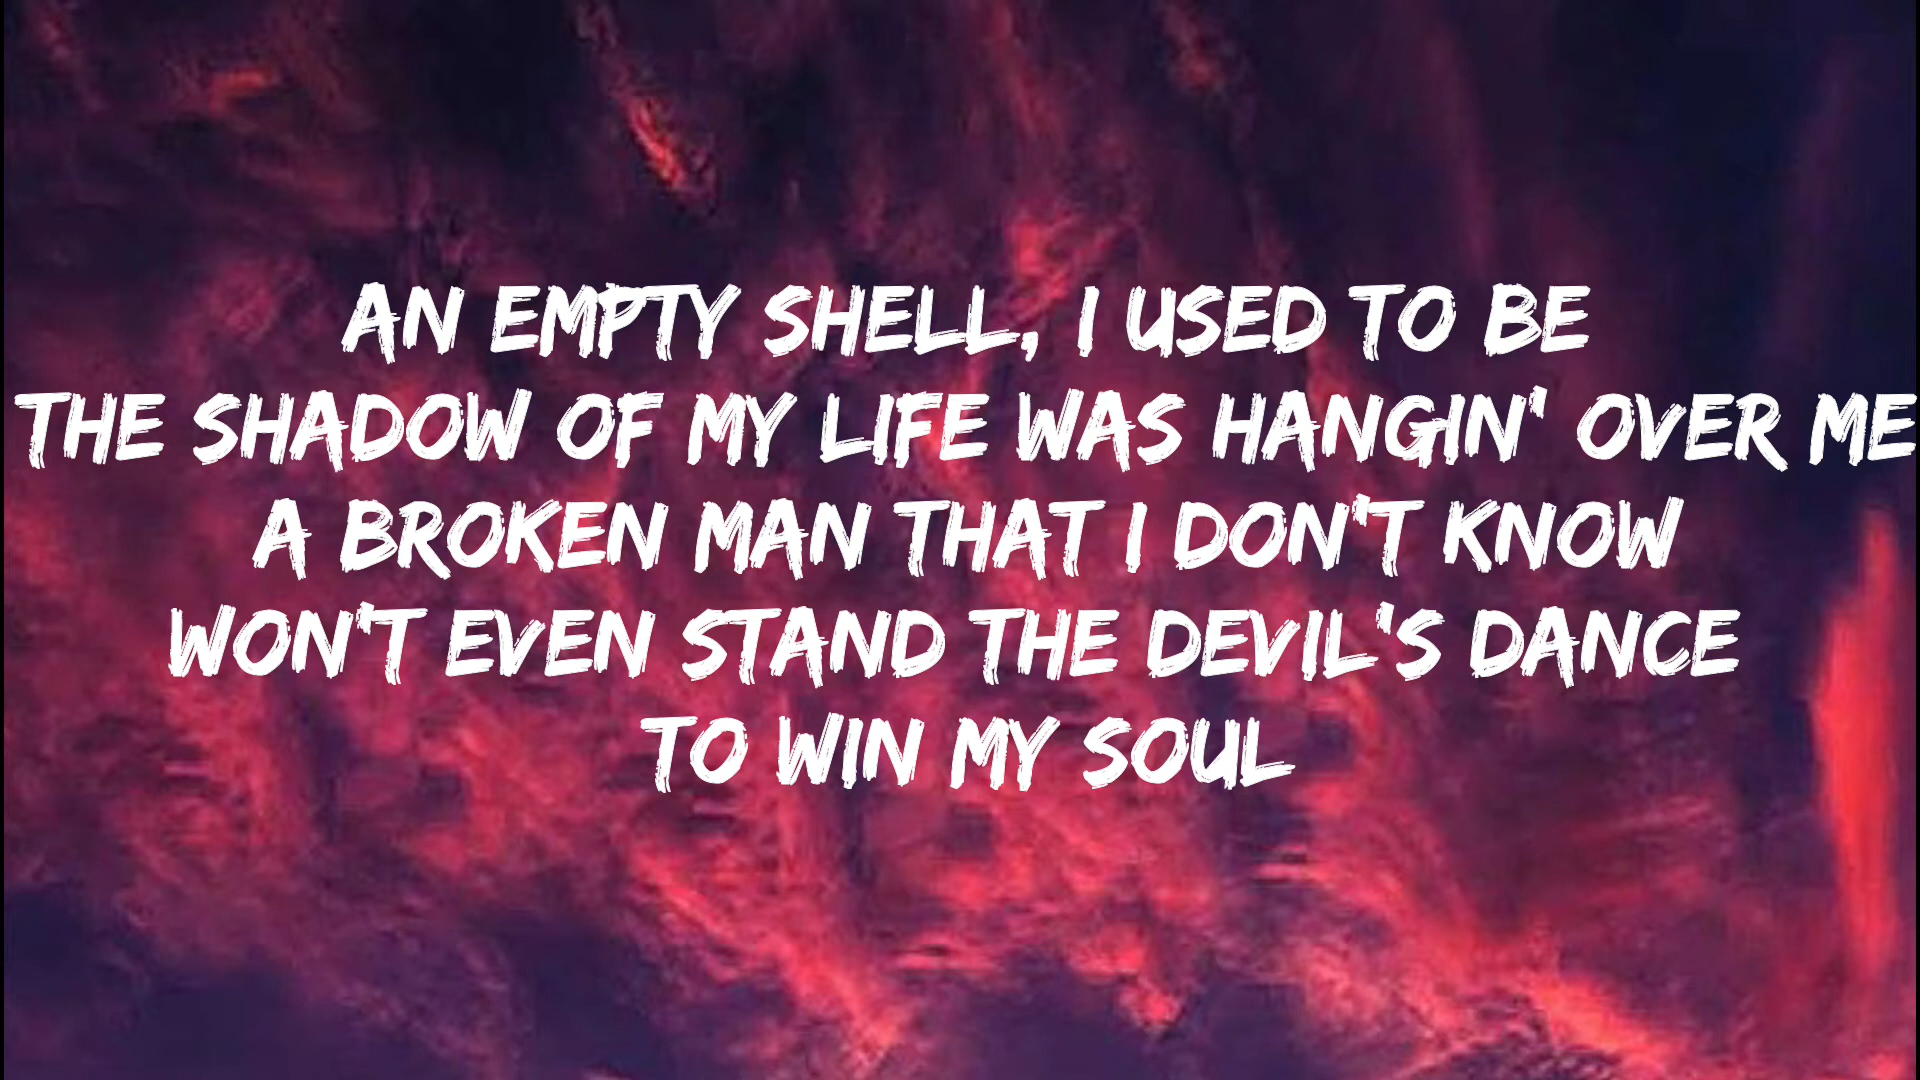 AN EMPTY SHELL, I USED TO BE
THE SHADOW OF MY LIFE WAS HANGIN' OVER ME
A BROKEN MAN THAT I DON'T KNOW
WON'T EVEN STAND THE DEVIL'S DANCE
TO WIN MY SOUL